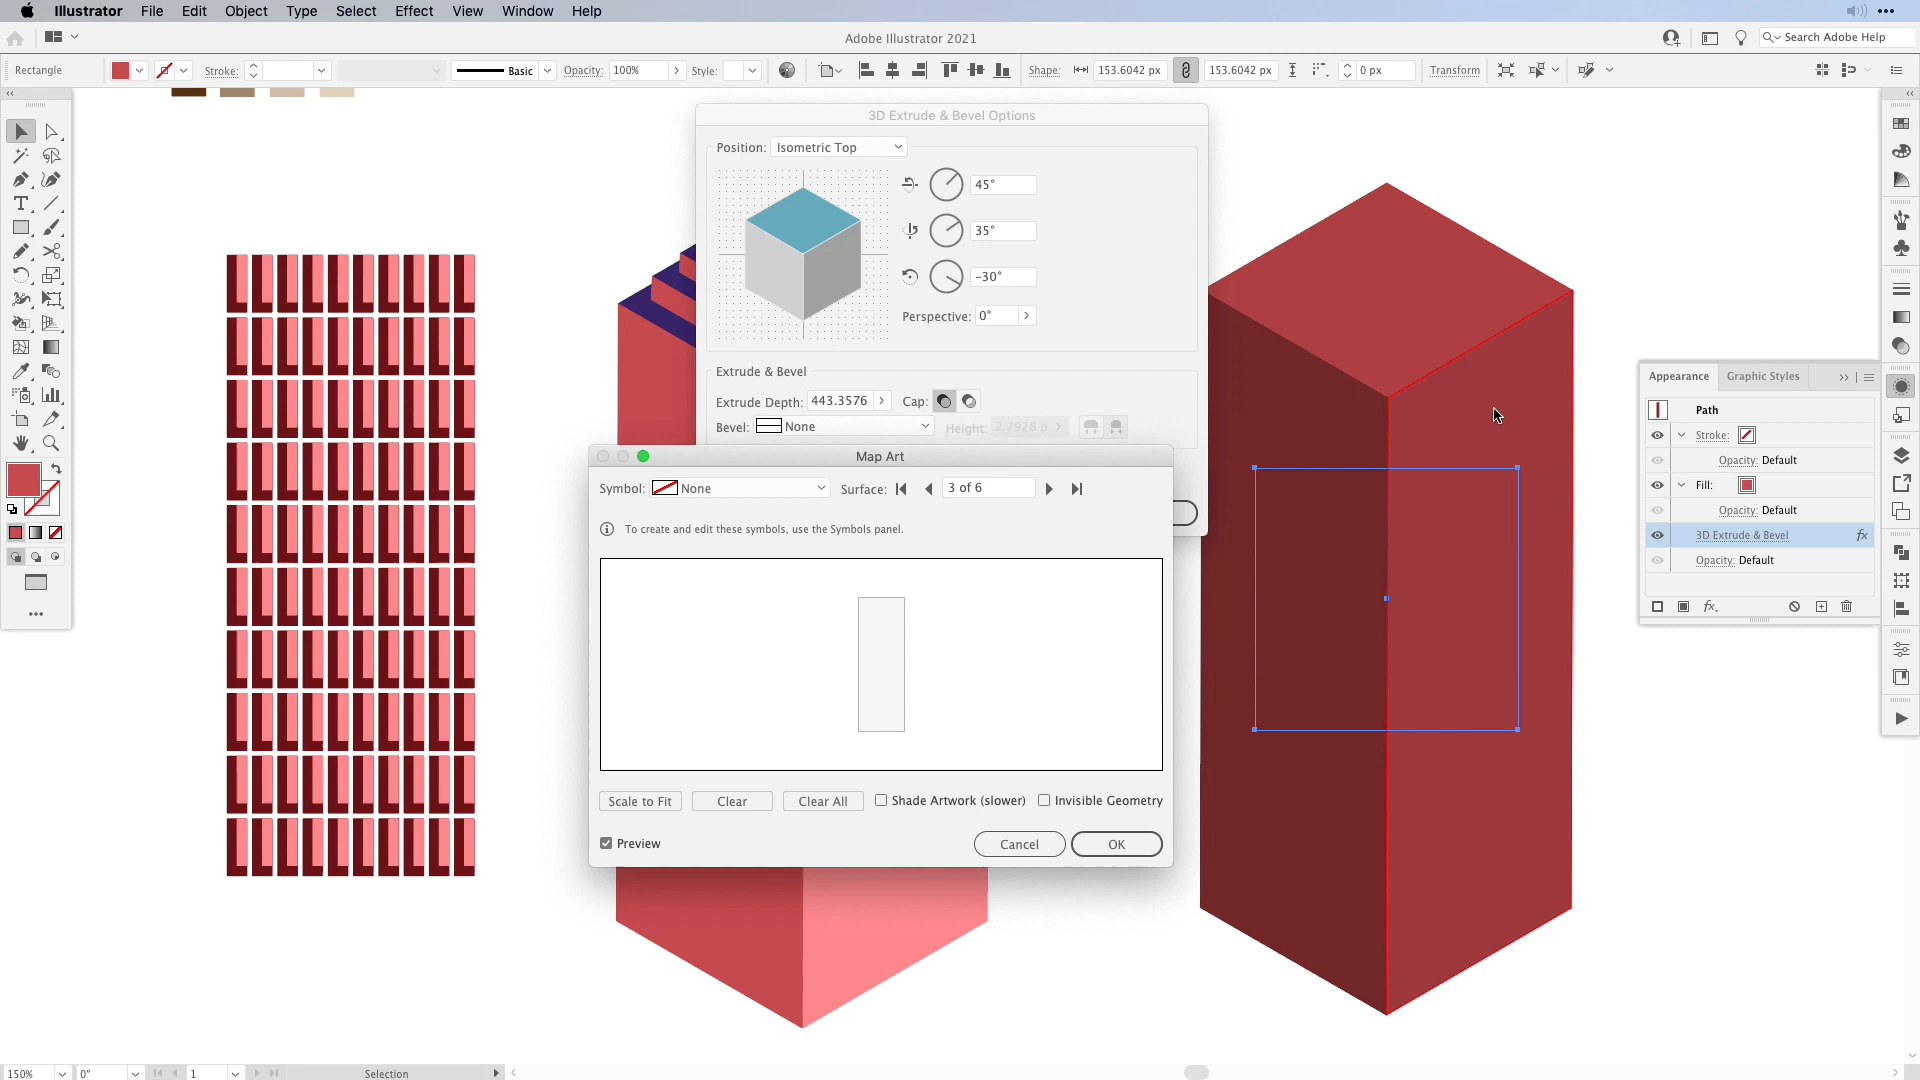 Illustrator File Edit Object Type Select Effect View Window Help
Adobe Illustrator 2021
Search Adobe Help
Rectangle Stroke: Basic Opacity: 100% Style: Shape: 153.6042 px 153.6042 px 0 px Transform
3D Extrude & Bevel Options
Position: Isometric Top
45°
35°
-30°
Perspective: 0°
Extrude & Bevel
Extrude Depth: 443.3576 Cap:
Bevel: None Height: 2.7928 p
Map Art
Symbol: None Surface: 3 of 6
To create and edit these symbols, use the Symbols panel.
Scale to Fit Clear Clear All Shade Artwork (slower) Invisible Geometry
Preview Cancel OK
Appearance Graphic Styles
Path
Stroke:
Opacity: Default
Fill:
Opacity: Default
3D Extrude & Bevel fx
Opacity: Default
fx.
150% 0° 1 Selection